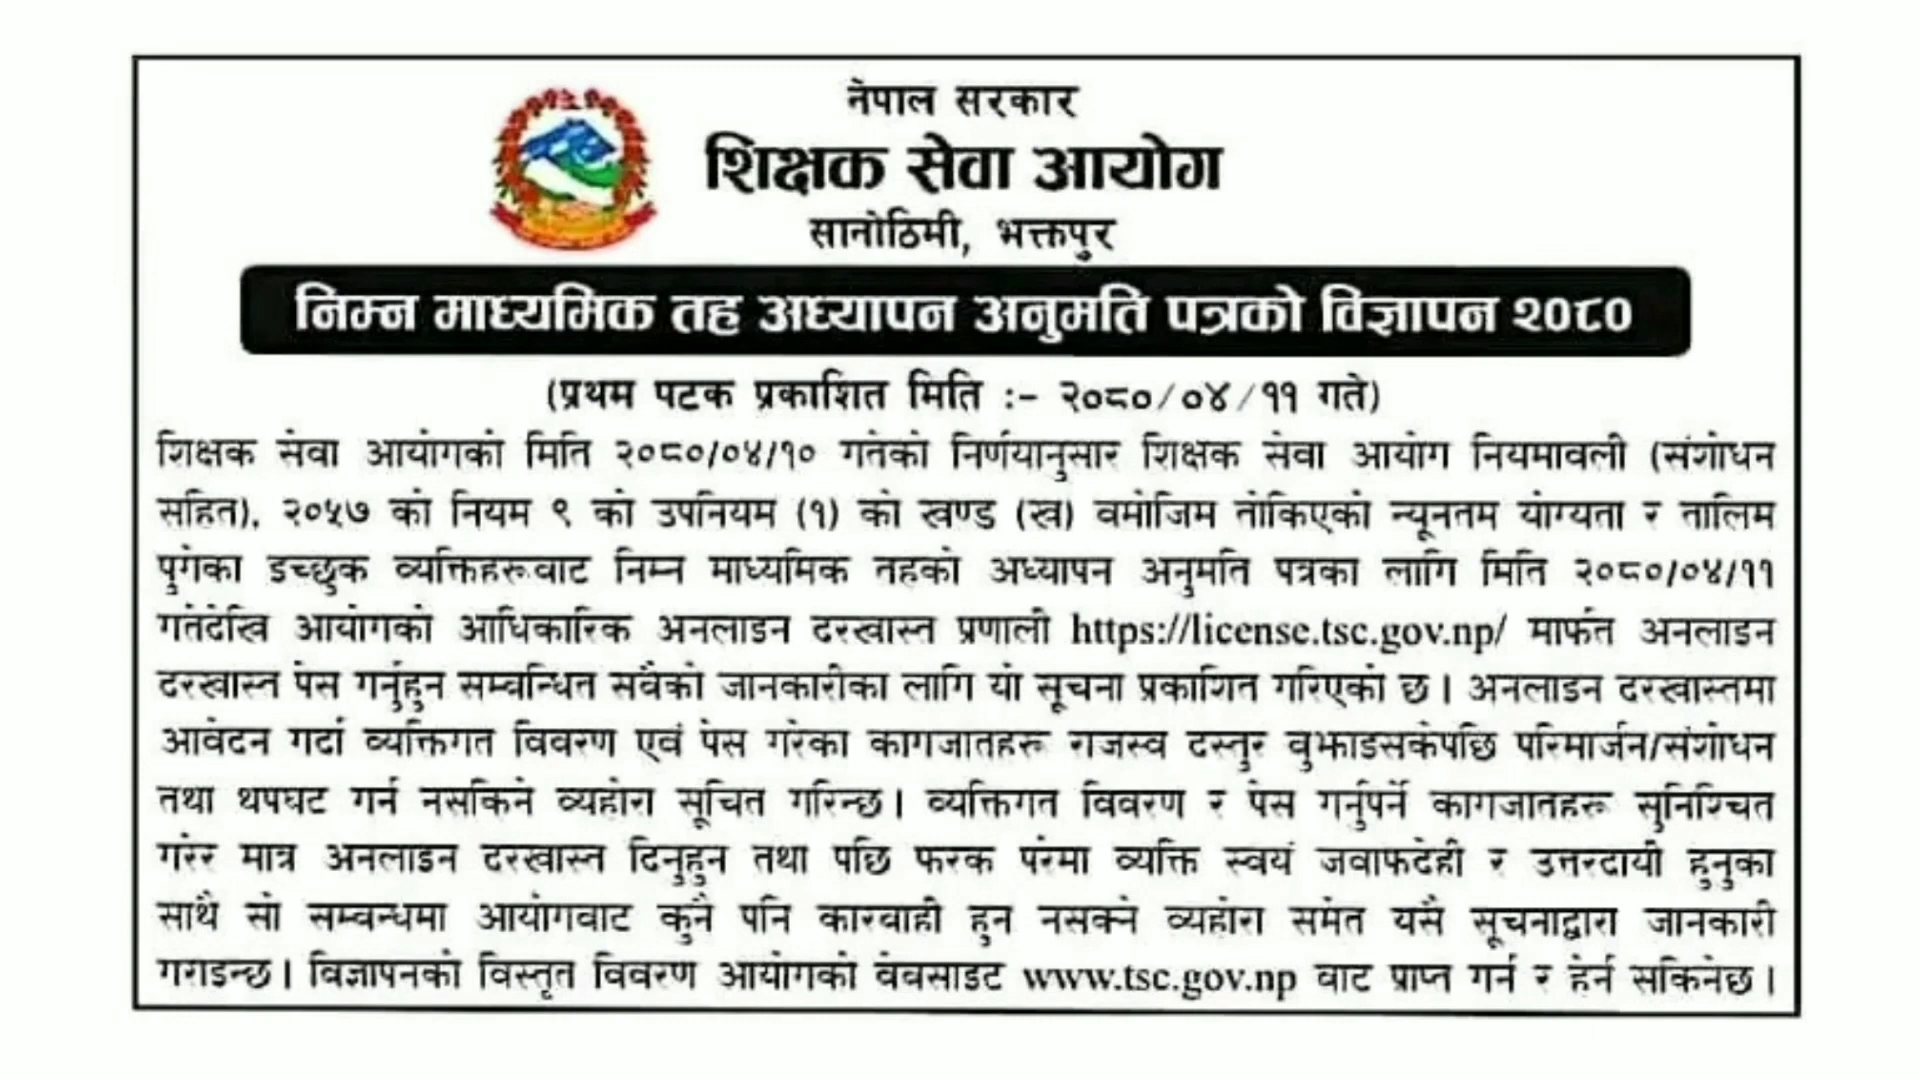 नेपाल सरकार
शिक्षक सेवा आयोग
सानोठिमी, भक्तपुर
निम्न माध्यमिक तह अध्यापन अनुमति पत्रको विज्ञापन २०८०
(प्रथम पटक प्रकाशित मिति :- २०८०/०४/११ गते)
शिक्षक सेवा आयोगको मिति २०८०/०४/१० गतेको निर्णयानुसार शिक्षक सेवा आयोग नियमावली (संशोधन
सहित), २०५७ को नियम ९ को उपनियम (१) को खण्ड (ख) वमोजिम तोकिएको न्यूनतम योग्यता र तालिम
पुगेका इच्छुक व्यक्तिहरूवाट निम्न माध्यमिक तहको अध्यापन अनुमति पत्रका लागि मिति २०८०/०४/११
गतेदेखि आयोगको आधिकारिक अनलाइन दरखास्त प्रणाली https://license.tsc.gov.np/ मार्फत अनलाइन
दरखास्त पेस गर्नुहुन सम्वन्धित सवैको जानकारीका लागि यो सूचना प्रकाशित गरिएको छ । अनलाइन दरखास्तमा
आवेदन गर्दा व्यक्तिगत विवरण एवं पेस गरेका कागजातहरू राजस्व दस्तुर वुझाइसकेपछि परिमार्जन/संशोधन
तथा थपघट गर्न नसकिने व्यहोरा सूचित गरिन्छ । व्यक्तिगत विवरण र पेस गर्नुपर्ने कागजातहरू सुनिश्चित
गरेर मात्र अनलाइन दरखास्त दिनुहुन तथा पछि फरक परेमा व्यक्ति स्वयं जवाफदेही र उत्तरदायी हुनुका
साथै सो सम्वन्धमा आयोगवाट कुनै पनि कारवाही हुन नसक्ने व्यहोरा समेत यसै सूचनाद्वारा जानकारी
गराइन्छ । विज्ञापनको विस्तृत विवरण आयोगको वेवसाइट www.tsc.gov.np वाट प्राप्त गर्न र हेर्न सकिनेछ ।